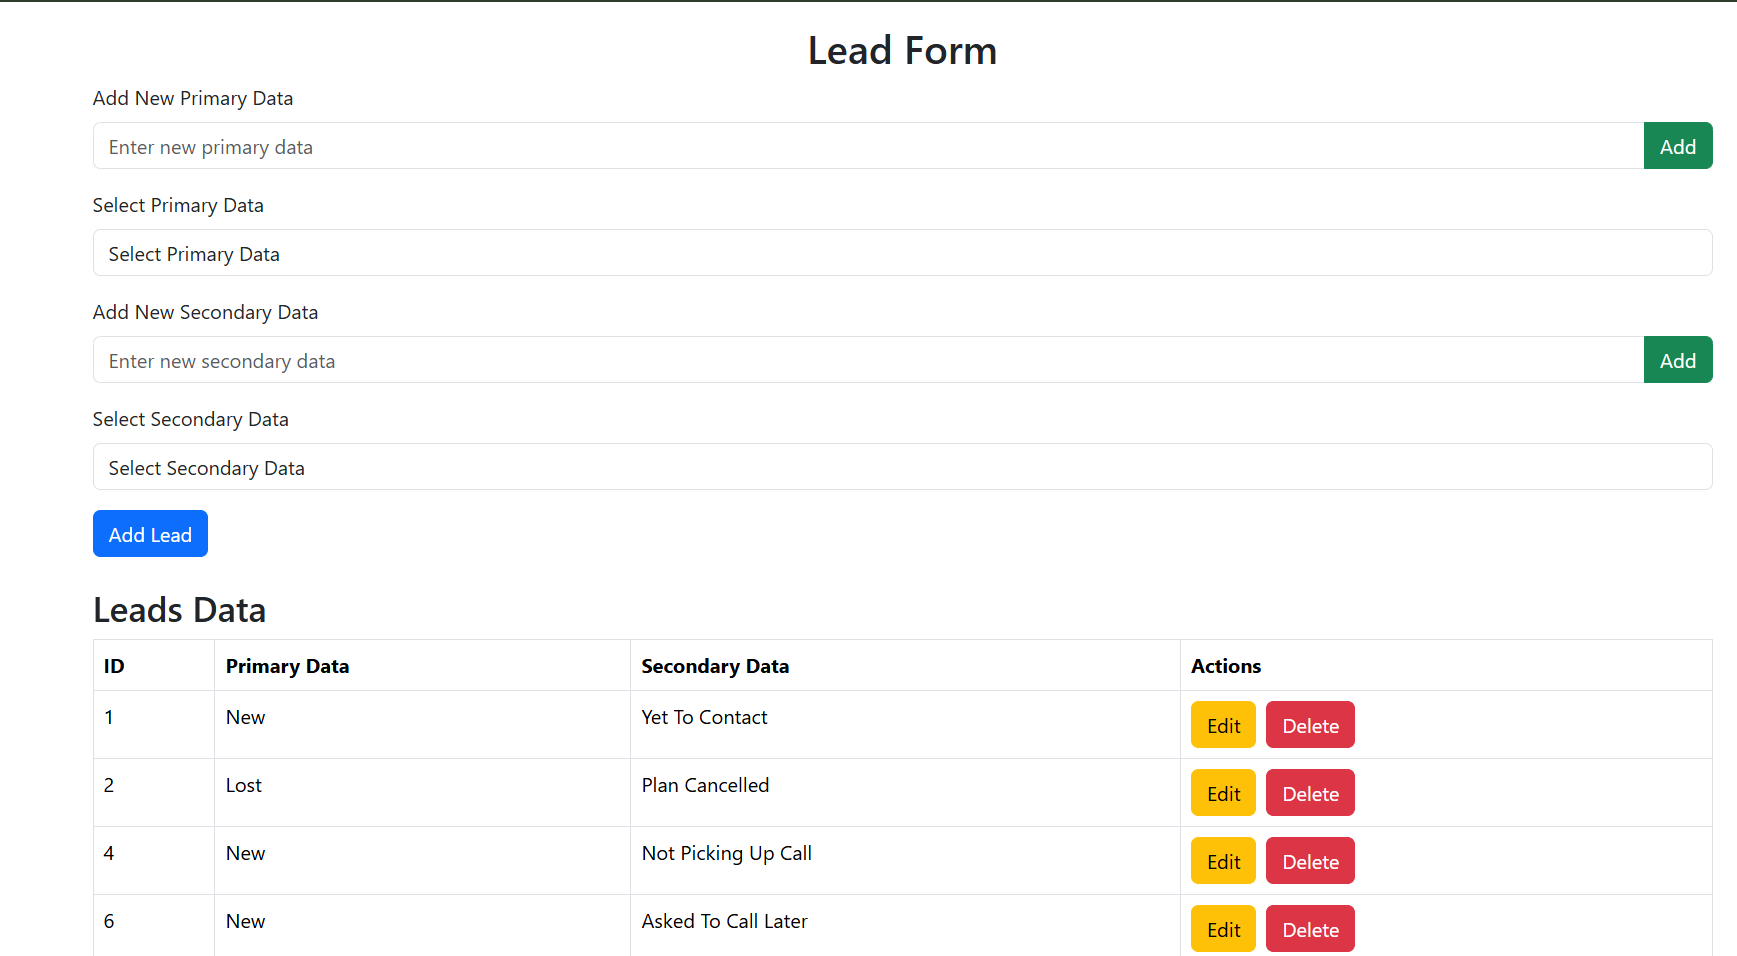 Lead Form
Add New Primary Data
Enter new primary data Add
Select Primary Data
Select Primary Data
Add New Secondary Data
Enter new secondary data Add
Select Secondary Data
Select Secondary Data
Add Lead
Leads Data
ID Primary Data Secondary Data Actions
1 New Yet To Contact Edit Delete
2 Lost Plan Cancelled Edit Delete
4 New Not Picking Up Call Edit Delete
6 New Asked To Call Later Edit Delete